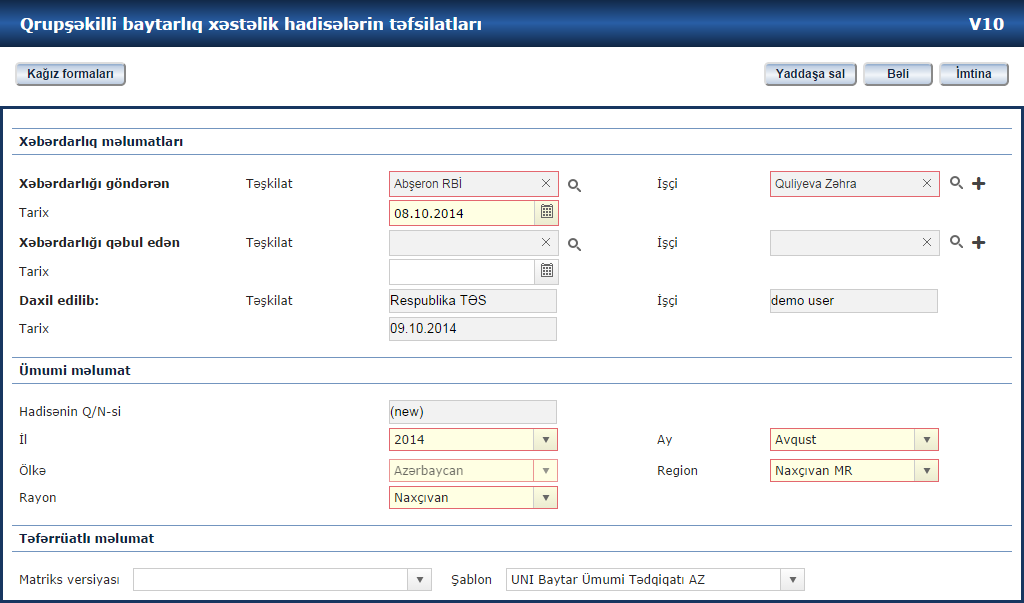 Qrupşəkilli baytarlıq xəstəlik hadisələrin təfsilatları V10
Kağız formaları Yaddaşa sal Bəli İmtina
Xəbərdarlıq məlumatları
Xəbərdarlığı göndərən Təşkilat Abşeron RBİ İşçi Quliyeva Zəhra
Tarix 08.10.2014
Xəbərdarlığı qəbul edən Təşkilat İşçi
Tarix
Daxil edilib: Təşkilat Respublika TƏS İşçi demo user
Tarix 09.10.2014
Ümumi məlumat
Hadisənin Q/N-si (new)
İl 2014 Ay Avqust
Ölkə Azərbaycan Region Naxçıvan MR
Rayon Naxçıvan
Təfərrüatlı məlumat
Matriks versiyası Şablon UNI Baytar Ümumi Tədqiqatı AZ